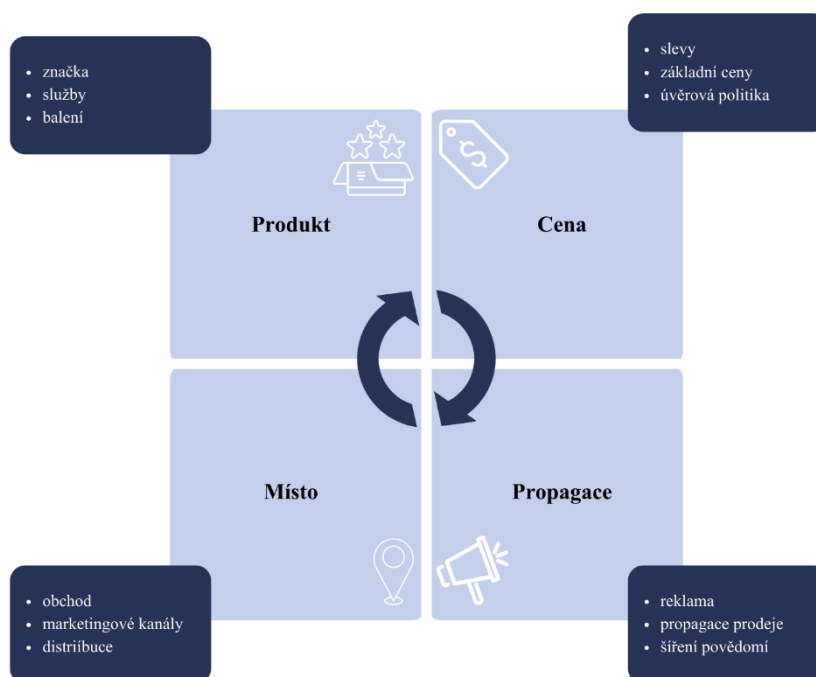 značka
služby
balení
slevy
základní ceny
úvěrová politika
Produkt
Cena
Místo
Propagace
obchod
marketingové kanály
distriíbuce
reklama
propagace prodeje
šíření povědomí